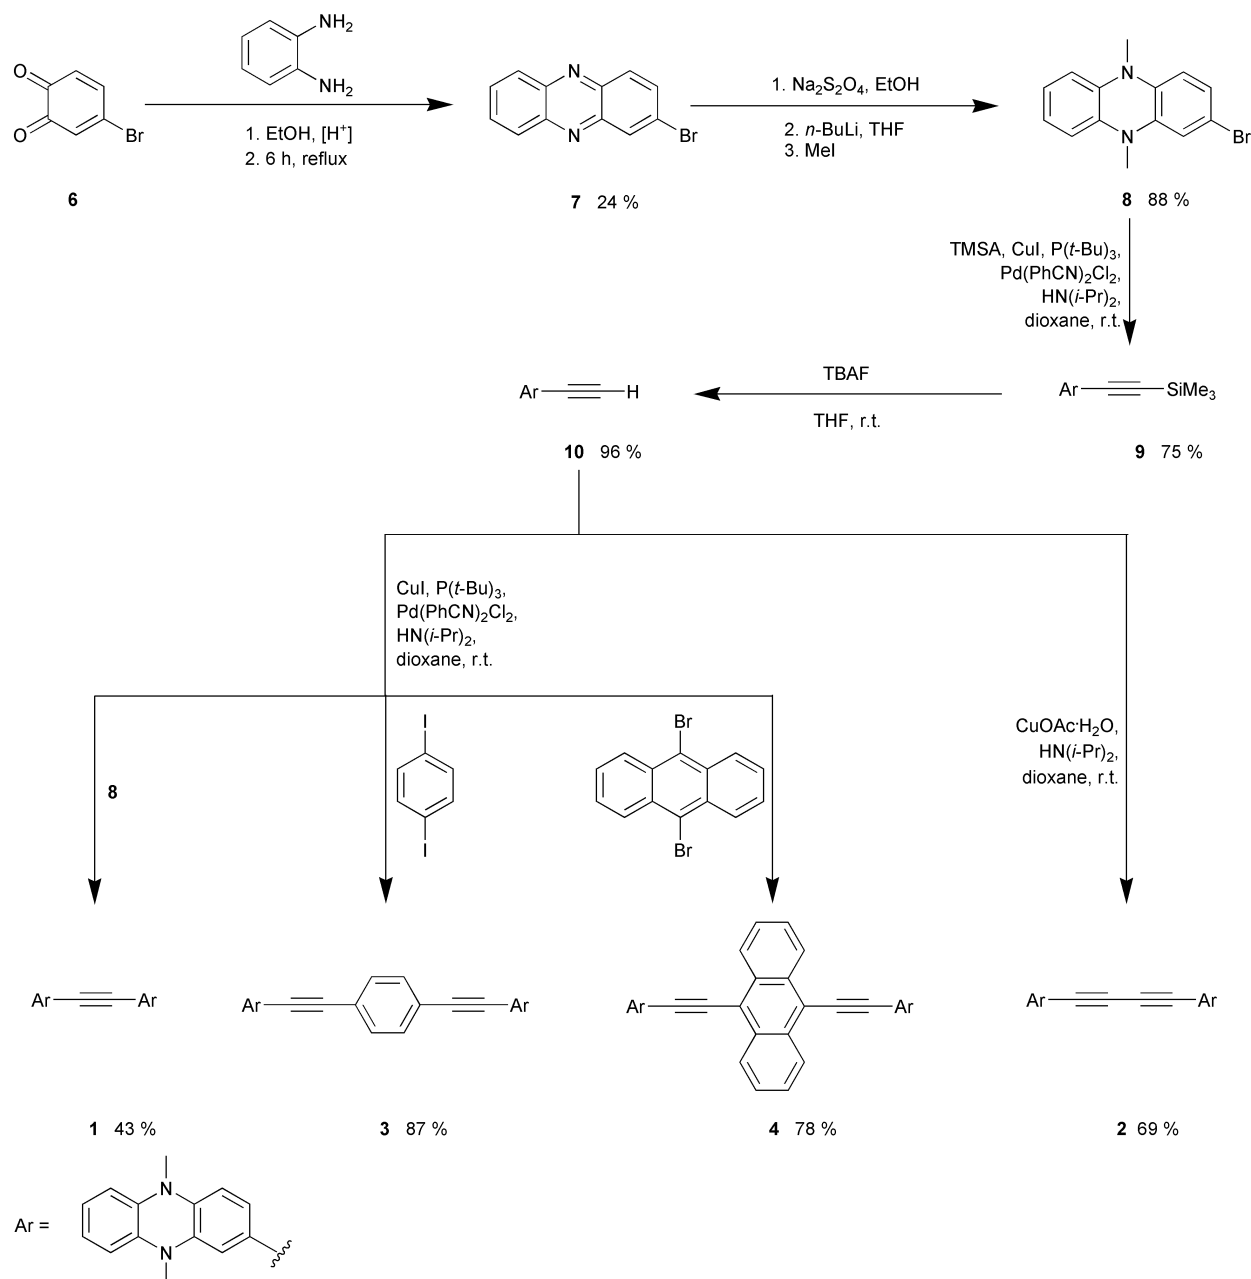 NH2
NH2
O
O
Br
1. EtOH, [H+]
2. 6 h, reflux
6
N
N
Br
7 24 %
1. Na2S2O4, EtOH
2. n-BuLi, THF
3. MeI
N
N
Br
8 88 %
TMSA, CuI, P(t-Bu)3,
Pd(PhCN)2Cl2,
HN(i-Pr)2,
dioxane, r.t.
Ar SiMe3
9 75 %
TBAF
THF, r.t.
Ar H
10 96 %
CuI, P(t-Bu)3,
Pd(PhCN)2Cl2,
HN(i-Pr)2,
dioxane, r.t.
8
I
I
Br
Br
CuOAc·H2O,
HN(i-Pr)2,
dioxane, r.t.
Ar Ar
1 43 %
Ar Ar
3 87 %
Ar Ar
4 78 %
Ar Ar
2 69 %
Ar =
N
N